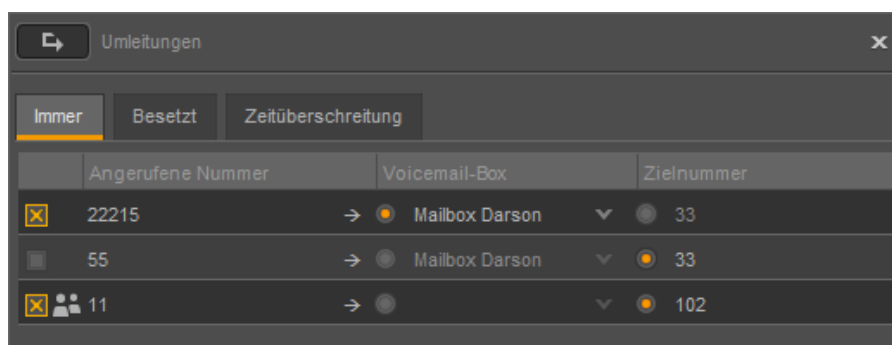 Umleitungen
Immer Besetzt Zeitüberschreitung
Angerufene Nummer Voicemail-Box Zielnummer
22215 → Mailbox Darson 33
55 → Mailbox Darson 33
11 → 102